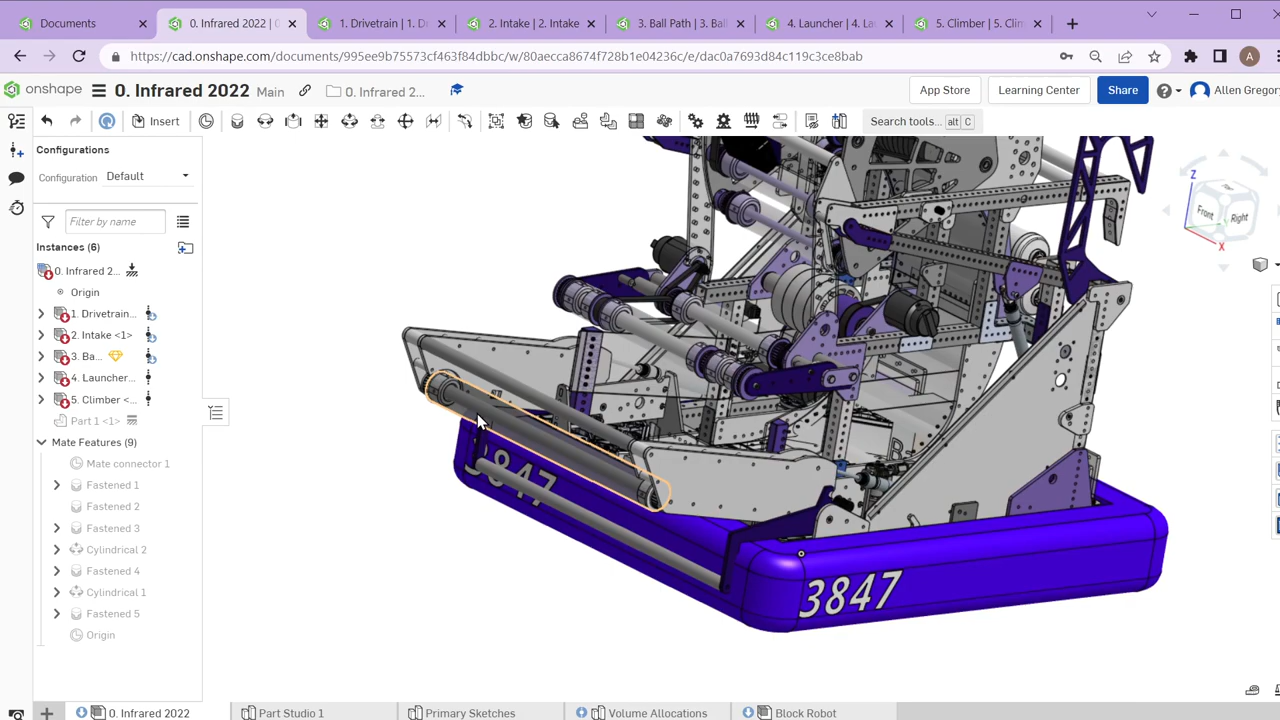 Documents
0. Infrared 2022 | 0
1. Drivetrain | 1. D
2. Intake | 2. Intake
3. Ball Path | 3. Bal
4. Launcher | 4. La
5. Climber | 5. Clim
https://cad.onshape.com/documents/995ee9b75573cf463f84dbbc/w/80aecca8674f728b1e04236c/e/dac0a7693d84c119c3ce8bab
A
onshape
0. Infrared 2022
Main
0. Infrared 2...
App Store
Learning Center
Share
Allen Gregory
Insert
Search tools... alt C
Configurations
Configuration
Default
Filter by name
Instances (6)
0. Infrared 2...
Origin
1. Drivetrain...
2. Intake <1>
3. Ba...
4. Launcher...
5. Climber <...
Part 1 <1>
Mate Features (9)
Mate connector 1
Fastened 1
Fastened 2
Fastened 3
Cylindrical 2
Fastened 4
Cylindrical 1
Fastened 5
Origin
Z
Front
Right
X
3847
3847
0. Infrared 2022
Part Studio 1
Primary Sketches
Volume Allocations
Block Robot